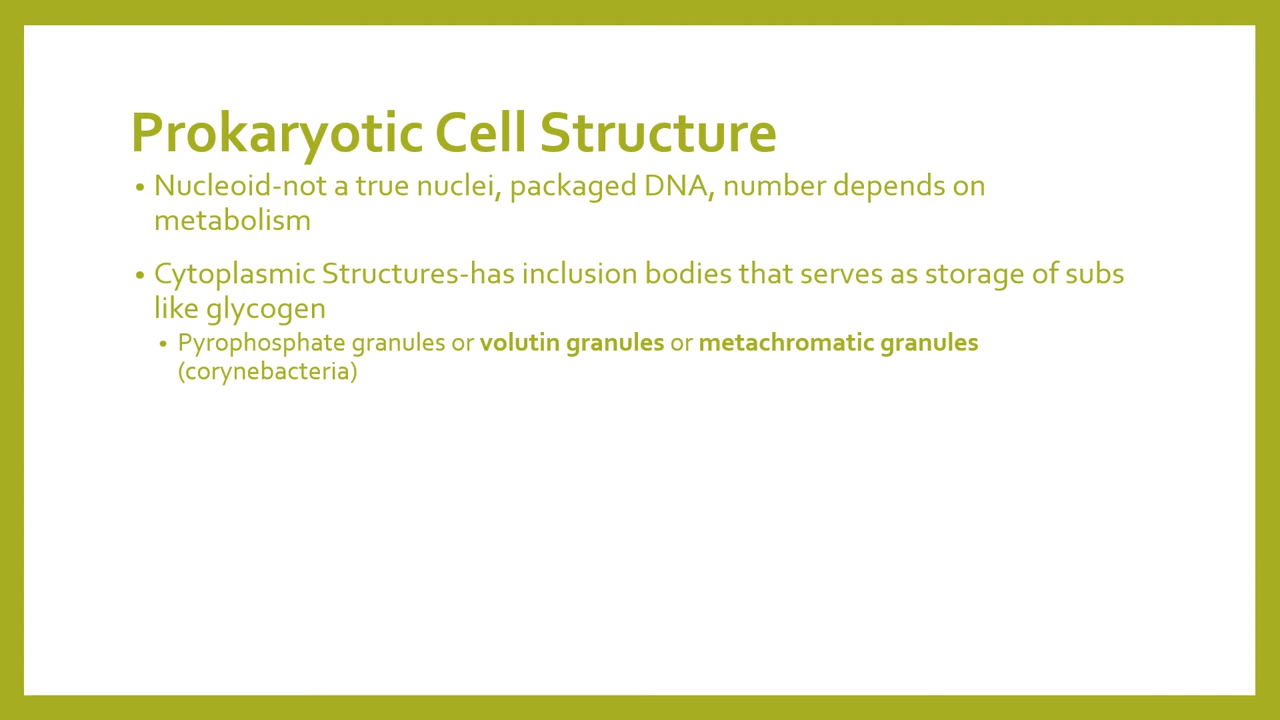 Prokaryotic Cell Structure
• Nucleoid-not a true nuclei, packaged DNA, number depends on
metabolism
• Cytoplasmic Structures-has inclusion bodies that serves as storage of subs
like glycogen
• Pyrophosphate granules or volutin granules or metachromatic granules
(corynebacteria)